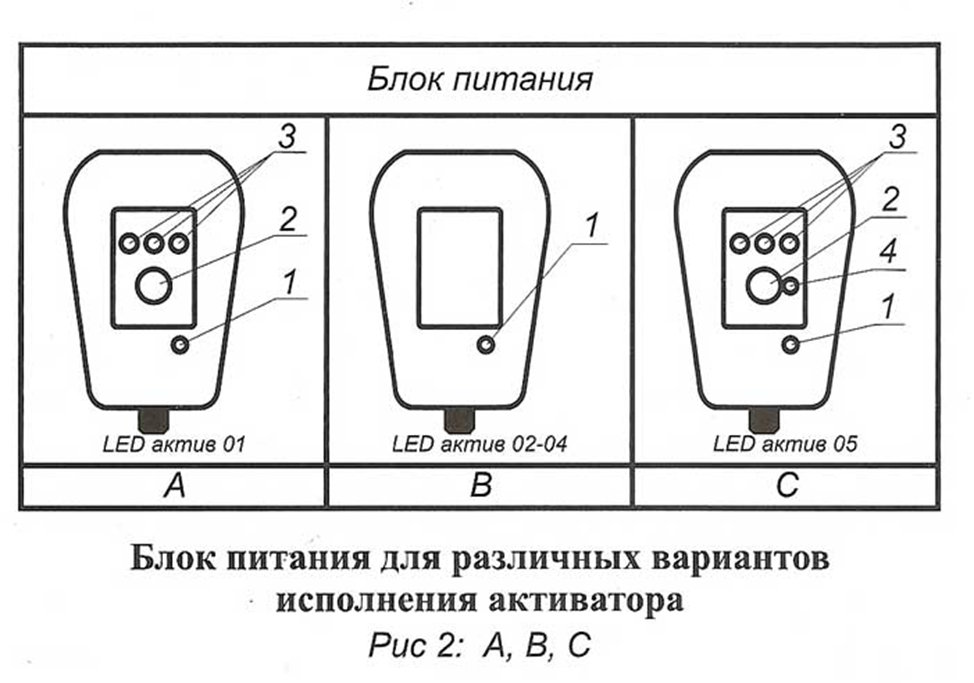 Блок питания
3
2
1
LED актив 01
1
LED актив 02-04
3
2
4
1
LED актив 05
A
B
C
Блок питания для различных вариантов
исполнения активатора
Рис 2: A, B, C